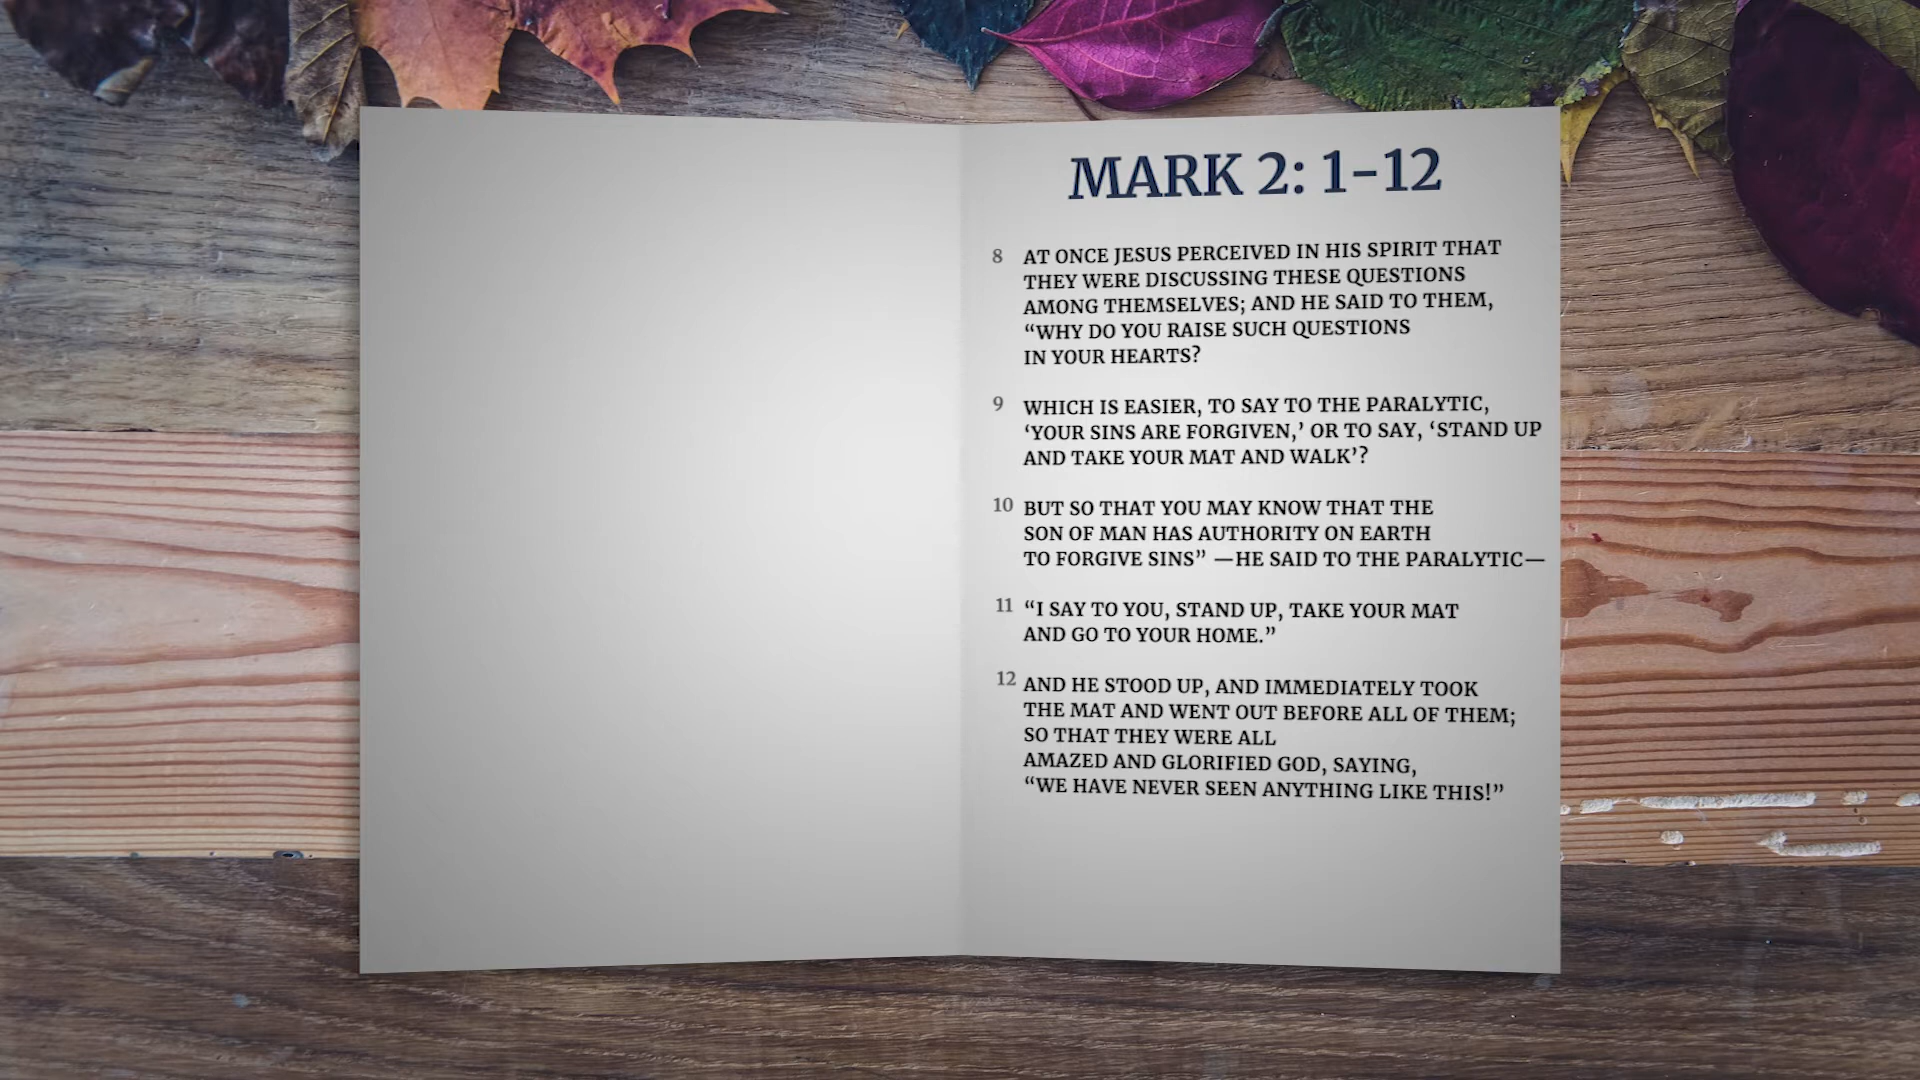 MARK 2: 1-12
8 AT ONCE JESUS PERCEIVED IN HIS SPIRIT THAT
THEY WERE DISCUSSING THESE QUESTIONS
AMONG THEMSELVES; AND HE SAID TO THEM,
“WHY DO YOU RAISE SUCH QUESTIONS
IN YOUR HEARTS?
9 WHICH IS EASIER, TO SAY TO THE PARALYTIC,
‘YOUR SINS ARE FORGIVEN,’ OR TO SAY, ‘STAND UP
AND TAKE YOUR MAT AND WALK’?
10 BUT SO THAT YOU MAY KNOW THAT THE
SON OF MAN HAS AUTHORITY ON EARTH
TO FORGIVE SINS” —HE SAID TO THE PARALYTIC—
11 “I SAY TO YOU, STAND UP, TAKE YOUR MAT
AND GO TO YOUR HOME.”
12 AND HE STOOD UP, AND IMMEDIATELY TOOK
THE MAT AND WENT OUT BEFORE ALL OF THEM;
SO THAT THEY WERE ALL
AMAZED AND GLORIFIED GOD, SAYING,
“WE HAVE NEVER SEEN ANYTHING LIKE THIS!”